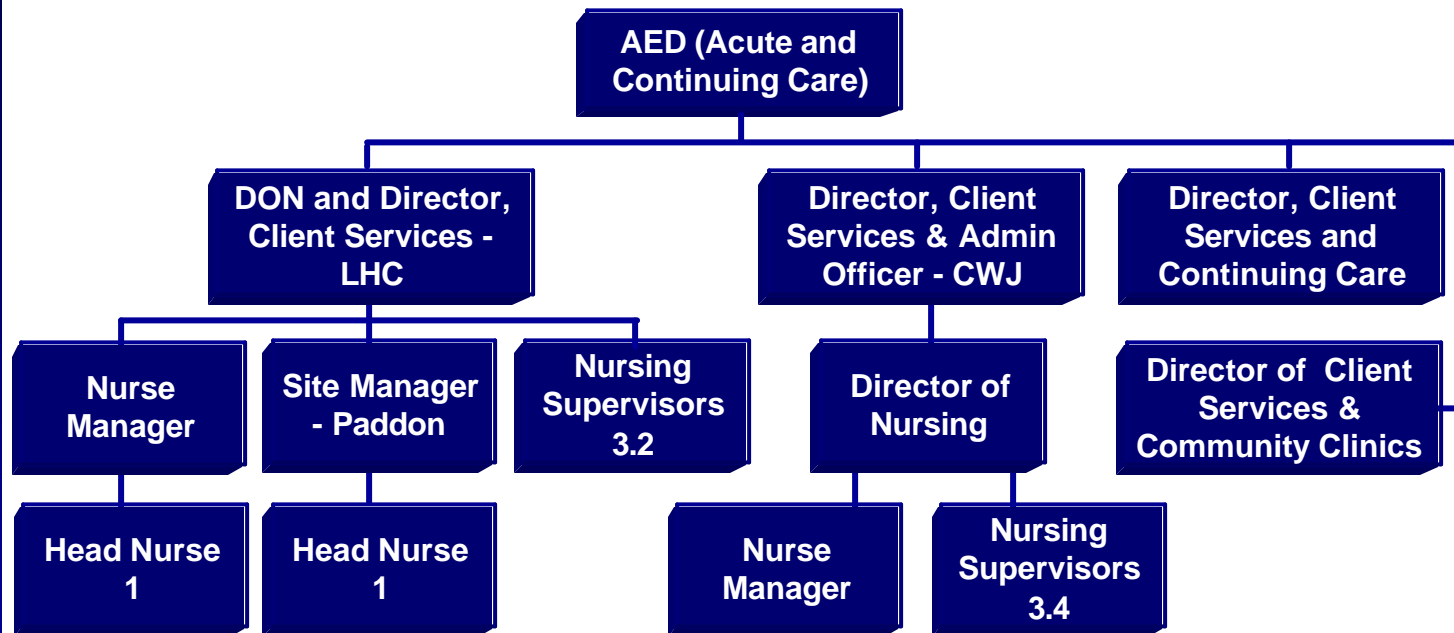 AED (Acute and
Continuing Care)
DON and Director,
Client Services -
LHC
Director, Client
Services & Admin
Officer - CWJ
Director, Client
Services and
Continuing Care
Nurse
Manager
Site Manager
- Paddon
Nursing
Supervisors
3.2
Director of
Nursing
Director of Client
Services &
Community Clinics
Head Nurse
1
Head Nurse
1
Nurse
Manager
Nursing
Supervisors
3.4